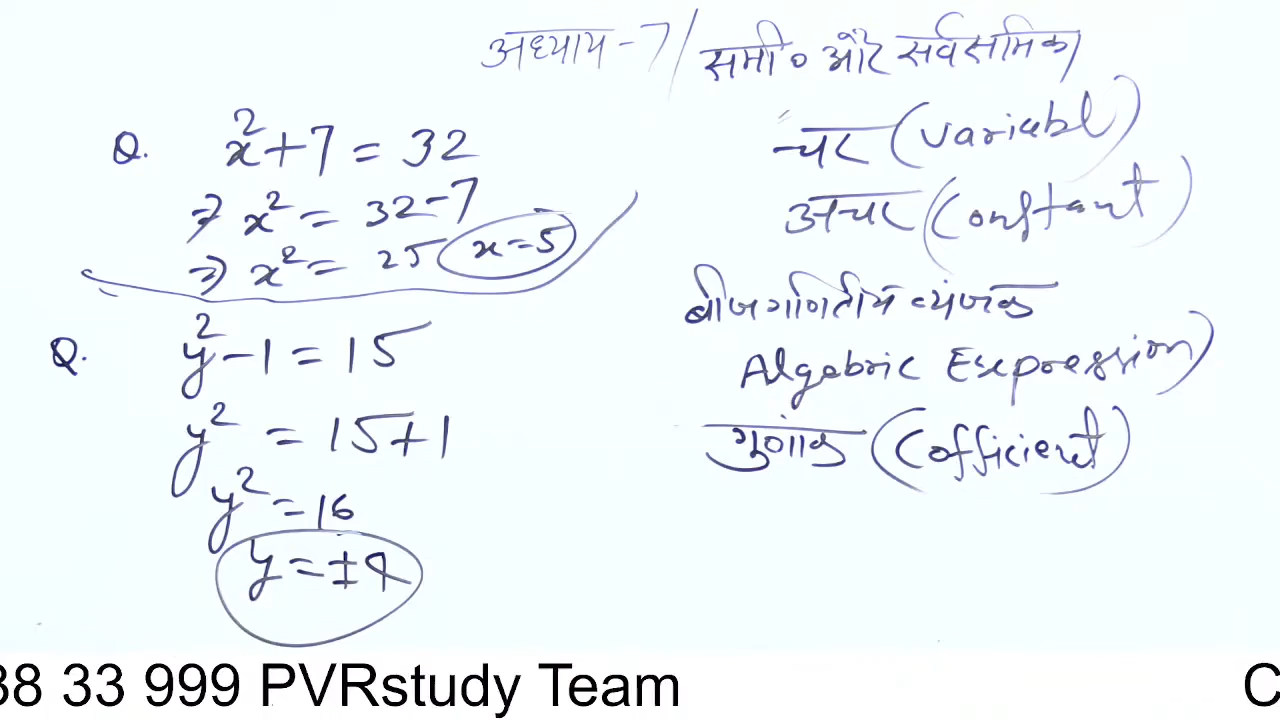 अध्याय-7/ समी० और सर्वसमिका
Q. x²+7 = 32
⇒ x² = 32-7
⇒ x² = 25 x=5
Q. y²-1 = 15
y² = 15+1
y² = 16
y = ±4
चर (variabl)
अचर (Constant)
बीजगणितीय व्यंजक
Algebric Expression)
गुणांक (Cofficient)
38 33 999 PVRstudy Team
C